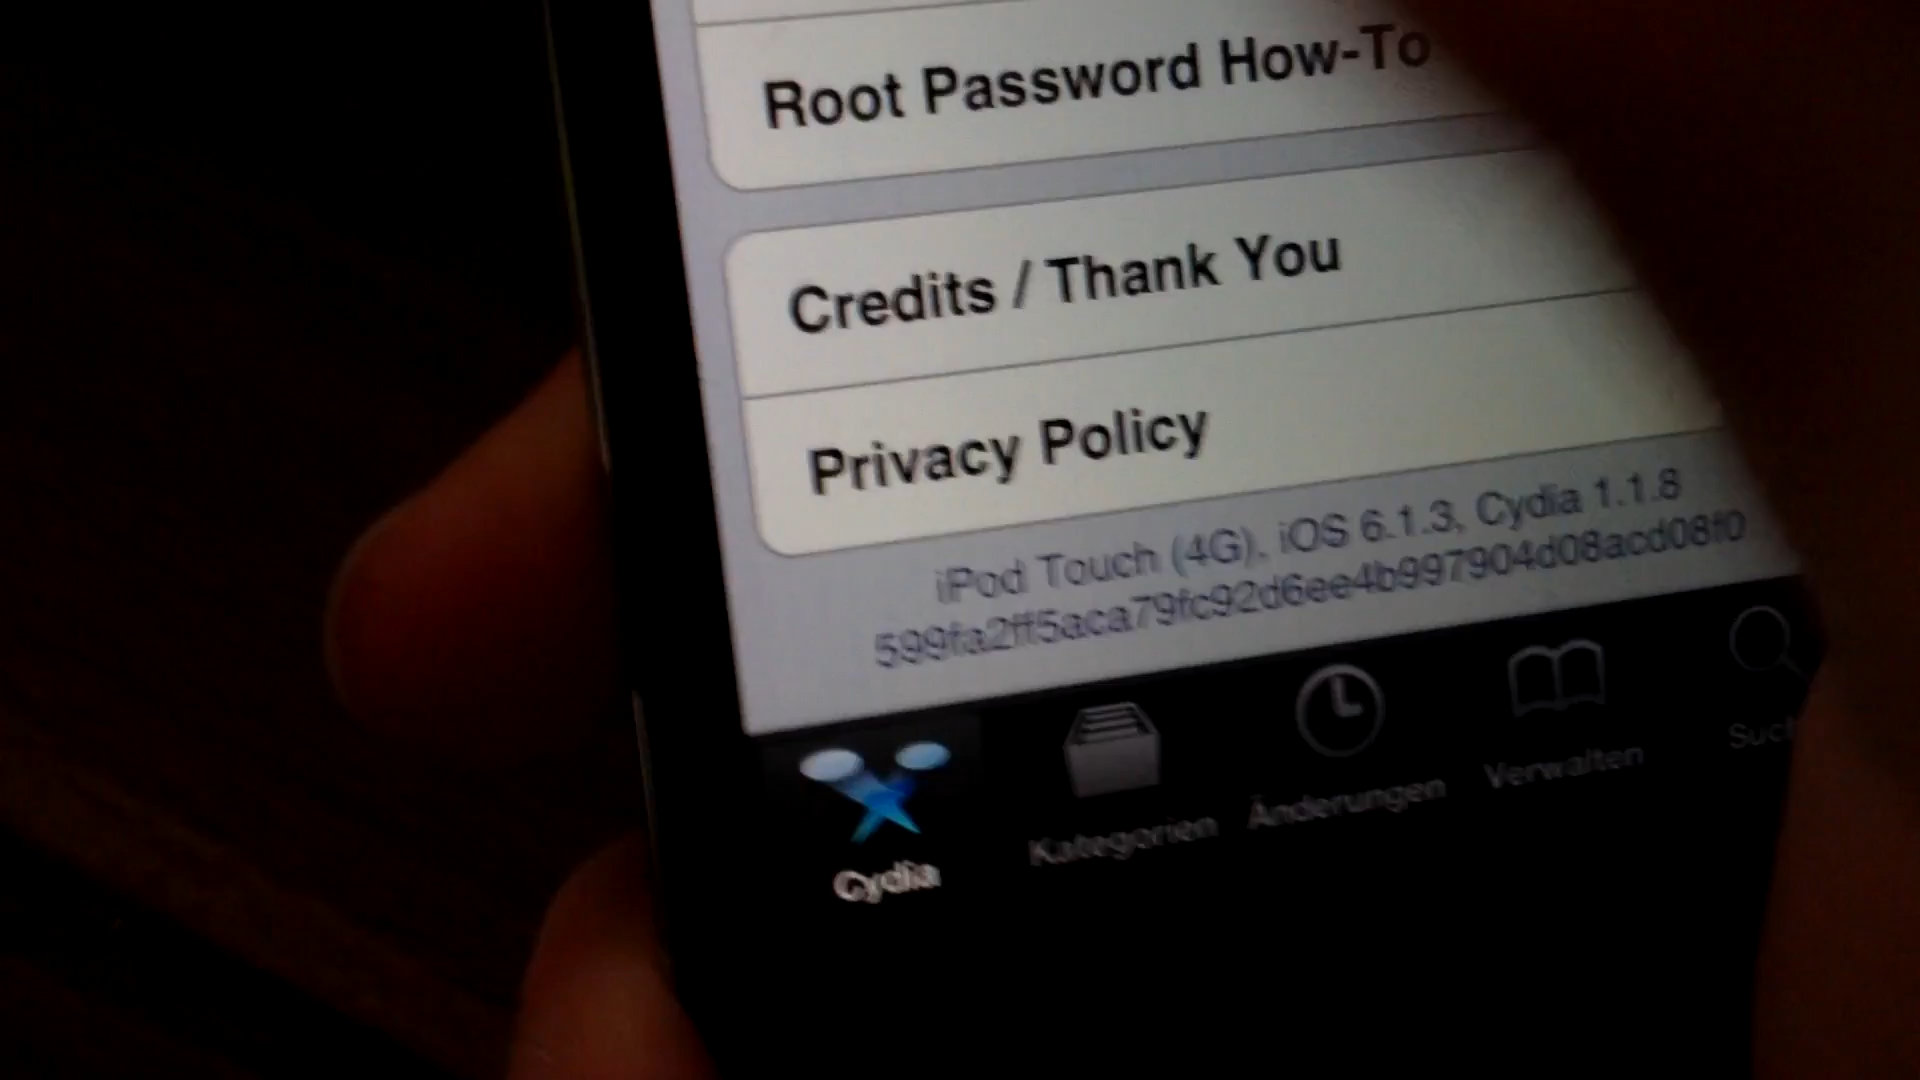 Root Password How-To
Credits / Thank You
Privacy Policy
iPod Touch (4G), iOS 6.1.3, Cydia 1.1.8
599fa2ff5aca79fc92d6ee4b997904d08acd08f0
Cydia
Kategorien
Änderungen
Verwalten
Such